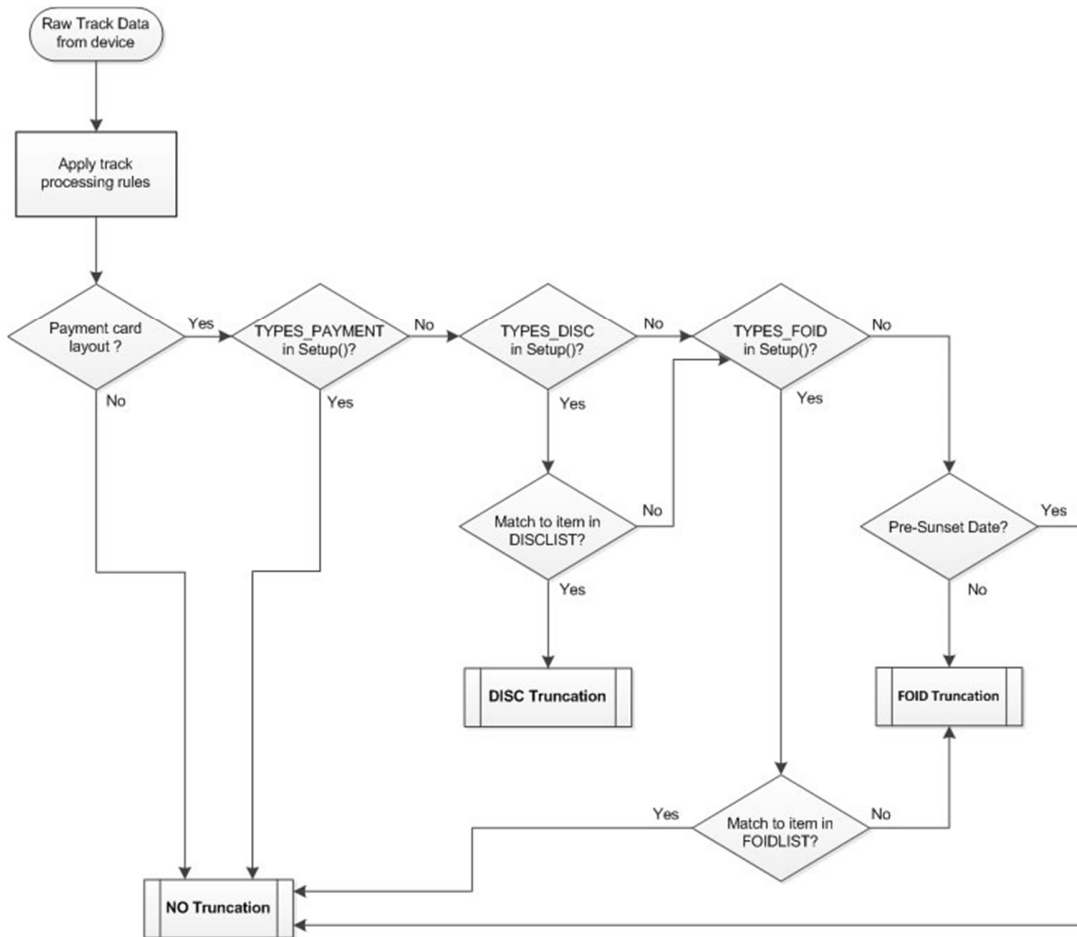 Raw Track Data
from device
Apply track
processing rules
Payment card
layout ?
Yes
No
TYPES_PAYMENT
in Setup()?
No
Yes
TYPES_DISC
in Setup()?
No
Yes
TYPES_FOID
in Setup()?
No
Yes
Match to item in
DISCLIST?
No
Yes
Pre-Sunset Date?
Yes
No
DISC Truncation
FOID Truncation
Match to item in
FOIDLIST?
Yes
No
NO Truncation